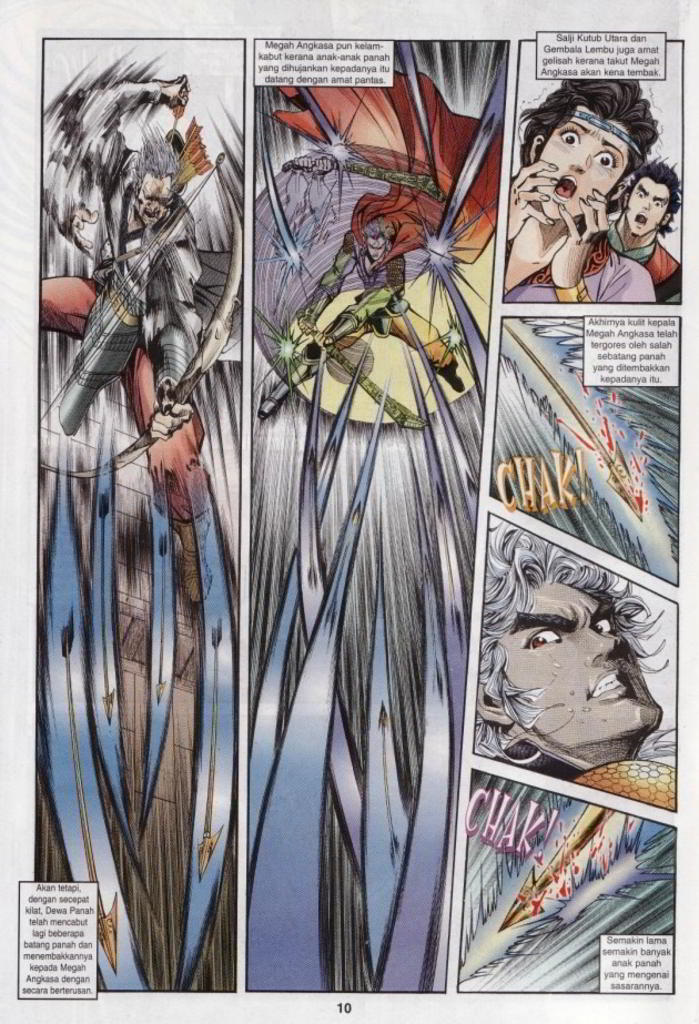 Akan tetapi,
dengan secepat
kilat, Dewa Panah
telah mencabut
lagi beberapa
batang panah dan
menembakkannya
kepada Megah
Angkasa dengan
secara berterusan.
Megah Angkasa pun kelam-
kabut kerana anak-anak panah
yang dihujankan kepadanya itu
datang dengan amat pantas.
Salji Kutub Utara dan
Gembala Lembu juga amat
gelisah kerana takut Megah
Angkasa akan kena tembak.
Akhirnya kulit kepala
Megah Angkasa telah
tergores oleh salah
sebatang panah
yang ditembakkan
kepadanya itu.
CHAK!
CHAK!
Semakin lama
semakin banyak
anak panah
yang mengenai
sasarannya.
10